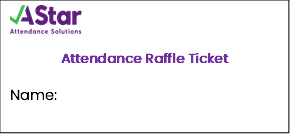 AStar
Attendance Solutions
Attendance Raffle Ticket
Name: